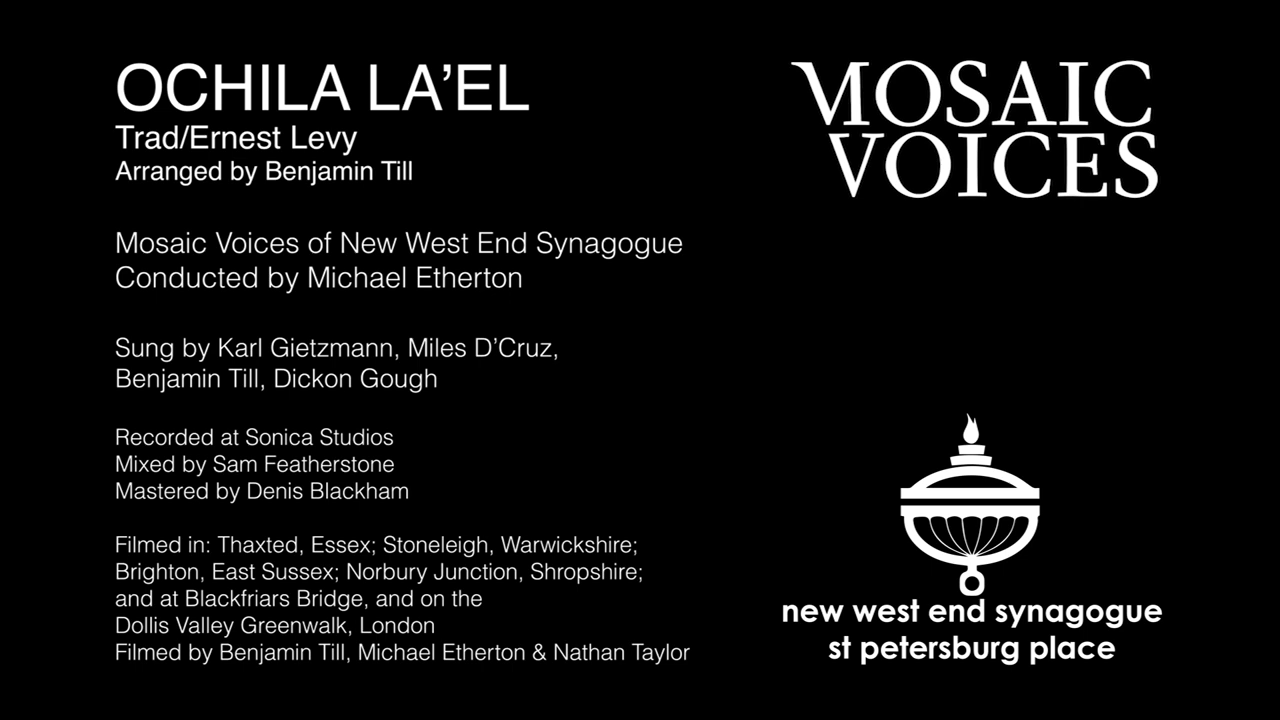 OCHILA LA’EL
Trad/Ernest Levy
Arranged by Benjamin Till
Mosaic Voices of New West End Synagogue
Conducted by Michael Etherton
Sung by Karl Gietzmann, Miles D’Cruz,
Benjamin Till, Dickon Gough
Recorded at Sonica Studios
Mixed by Sam Featherstone
Mastered by Denis Blackham
Filmed in: Thaxted, Essex; Stoneleigh, Warwickshire;
Brighton, East Sussex; Norbury Junction, Shropshire;
and at Blackfriars Bridge, and on the
Dollis Valley Greenwalk, London
Filmed by Benjamin Till, Michael Etherton & Nathan Taylor
MOSAIC
VOICES
new west end synagogue
st petersburg place